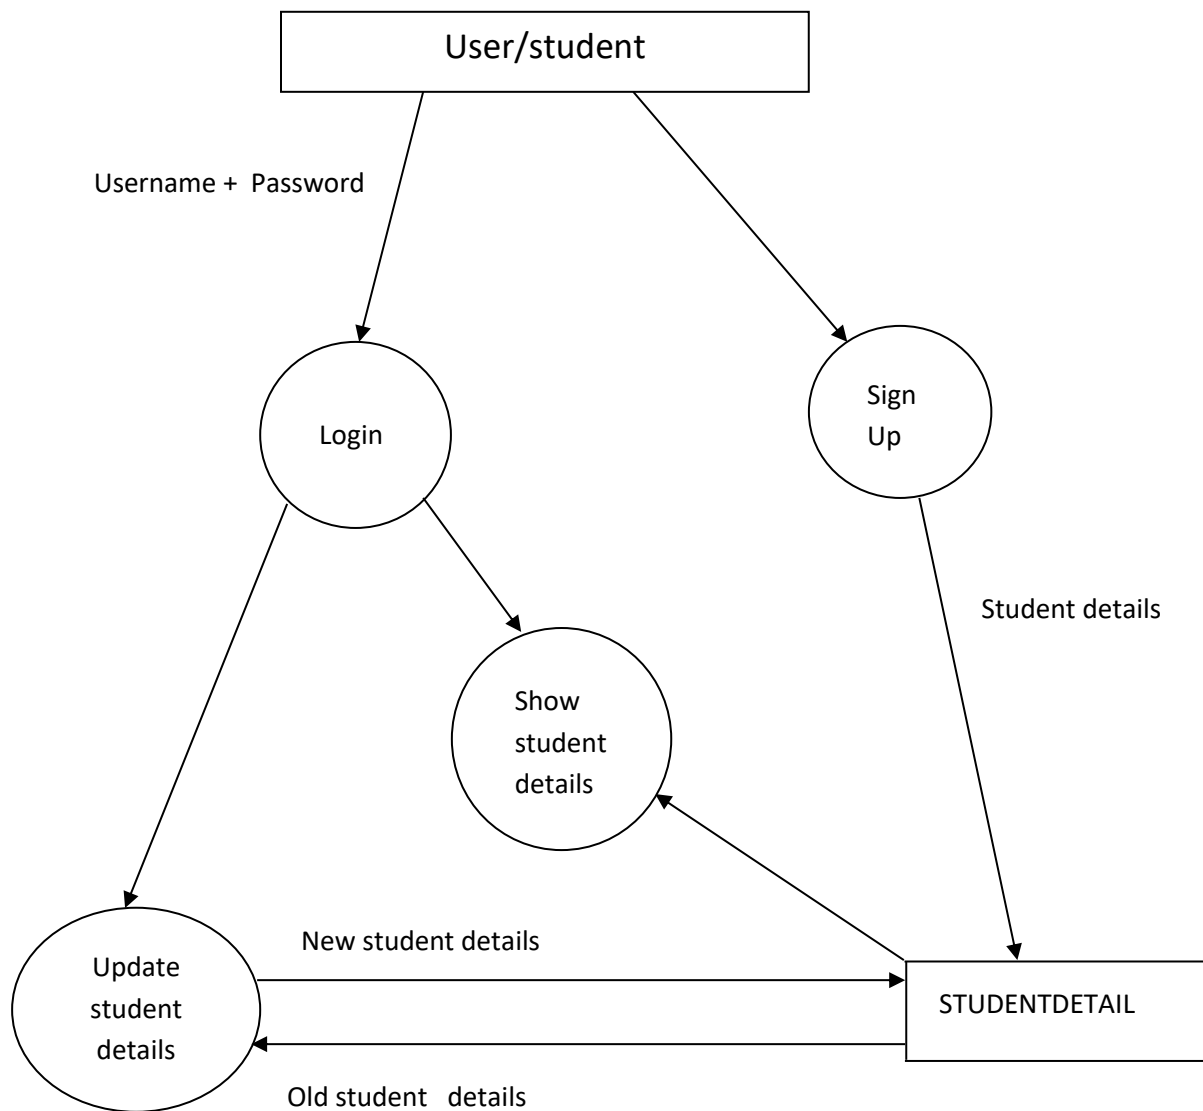 User/student
Username +  Password
Login
Sign
Up
Student details
Show
student
details
New student details
Update
student
details
STUDENTDETAIL
Old student   details